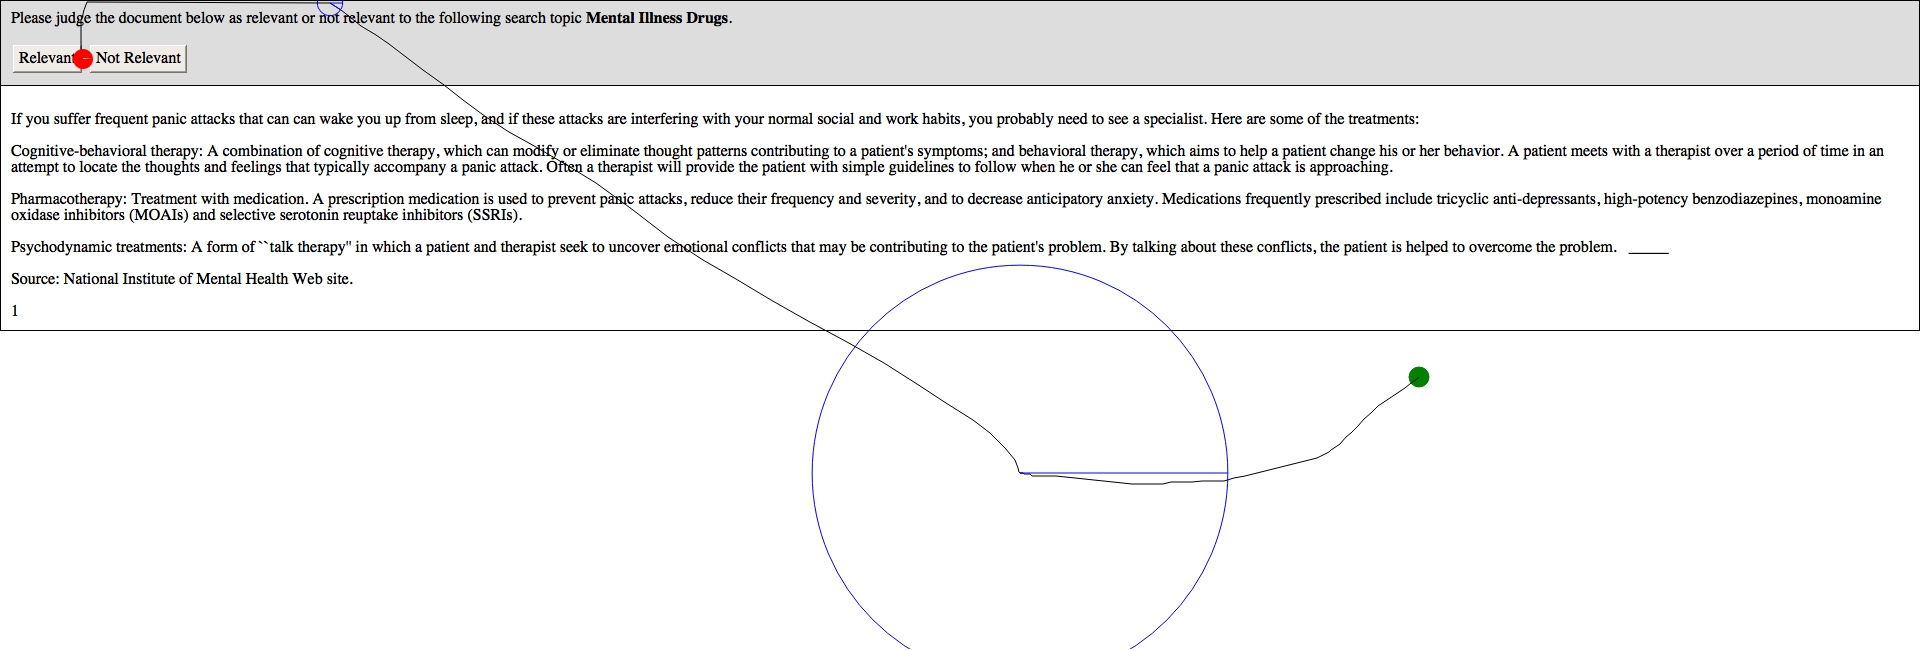 Please judge the document below as relevant or not relevant to the following search topic Mental Illness Drugs.
Relevant Not Relevant
If you suffer frequent panic attacks that can can wake you up from sleep, and if these attacks are interfering with your normal social and work habits, you probably need to see a specialist. Here are some of the treatments:
Cognitive-behavioral therapy: A combination of cognitive therapy, which can modify or eliminate thought patterns contributing to a patient's symptoms; and behavioral therapy, which aims to help a patient change his or her behavior. A patient meets with a therapist over a period of time in an
attempt to locate the thoughts and feelings that typically accompany a panic attack. Often a therapist will provide the patient with simple guidelines to follow when he or she can feel that a panic attack is approaching.
Pharmacotherapy: Treatment with medication. A prescription medication is used to prevent panic attacks, reduce their frequency and severity, and to decrease anticipatory anxiety. Medications frequently prescribed include tricyclic anti-depressants, high-potency benzodiazepines, monoamine
oxidase inhibitors (MOAIs) and selective serotonin reuptake inhibitors (SSRIs).
Psychodynamic treatments: A form of ``talk therapy'' in which a patient and therapist seek to uncover emotional conflicts that may be contributing to the patient's problem. By talking about these conflicts, the patient is helped to overcome the problem. _____
Source: National Institute of Mental Health Web site.
1